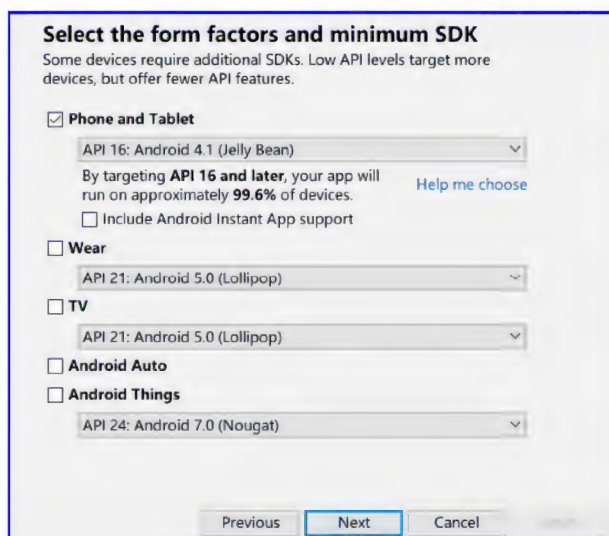 Select the form factors and minimum SDK
Some devices require additional SDKs. Low API levels target more
devices, but offer fewer API features.
Phone and Tablet
API 16: Android 4.1 (Jelly Bean)
By targeting API 16 and later, your app will
run on approximately 99.6% of devices.
Help me choose
Include Android Instant App support
Wear
API 21: Android 5.0 (Lollipop)
TV
API 21: Android 5.0 (Lollipop)
Android Auto
Android Things
API 24: Android 7.0 (Nougat)
Previous
Next
Cancel